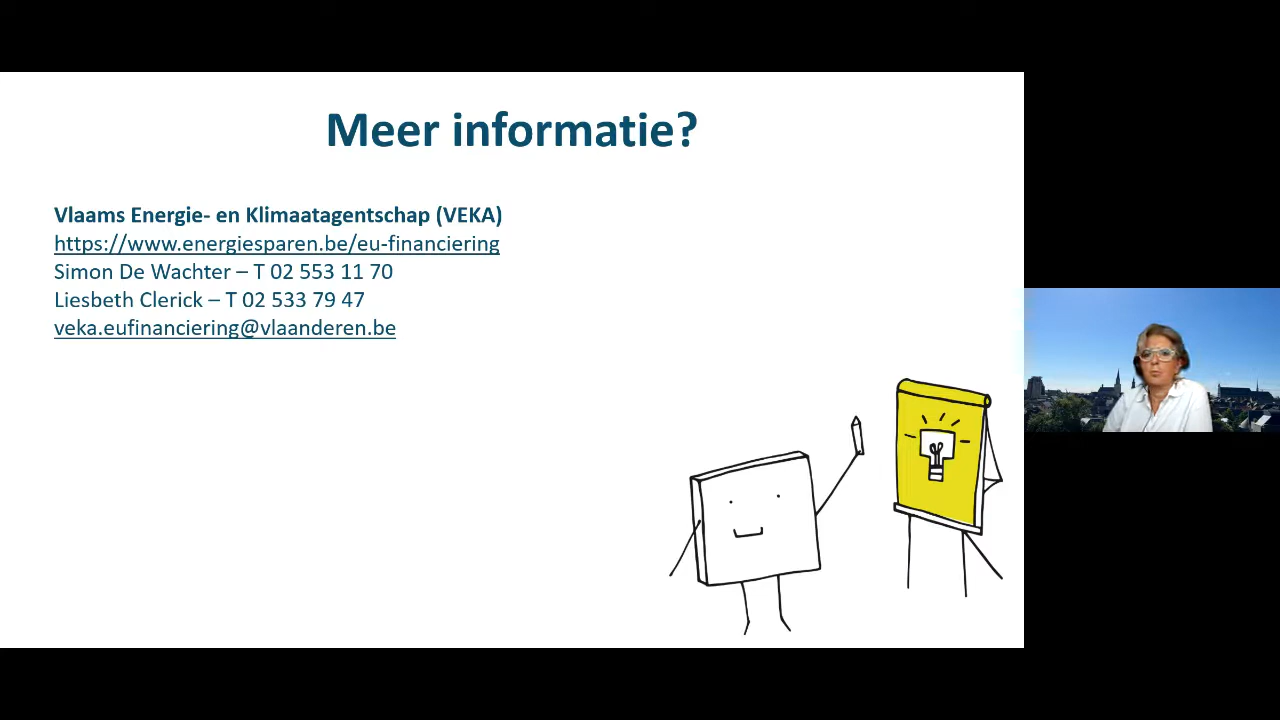 Meer informatie?
Vlaams Energie- en Klimaatagentschap (VEKA)
https://www.energiesparen.be/eu-financiering
Simon De Wachter – T 02 553 11 70
Liesbeth Clerick – T 02 533 79 47
veka.eufinanciering@vlaanderen.be